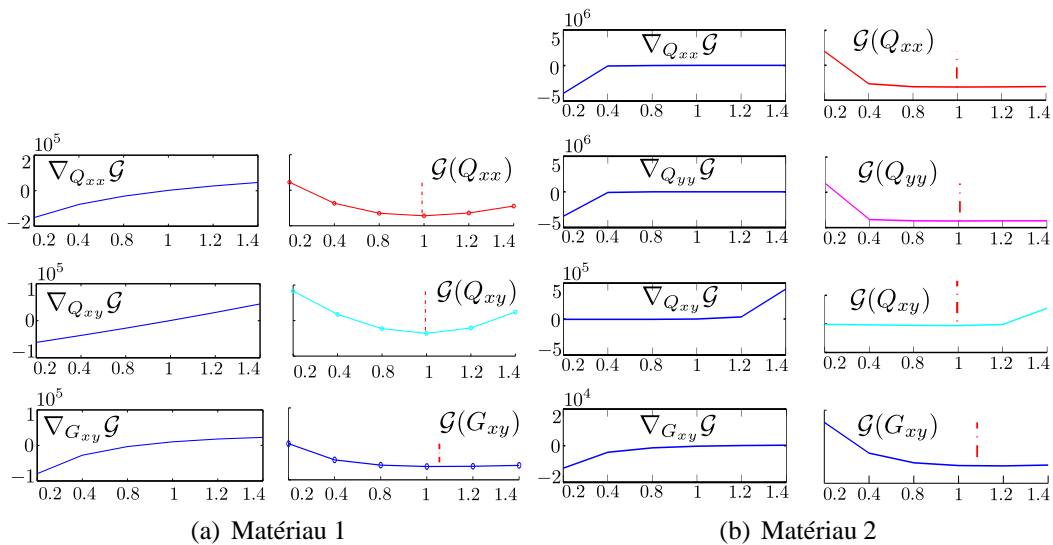 10^5
2
0
−2
∇_{Q_{xx}} 𝒢
0.2 0.4 0.8 1 1.2 1.4
𝒢(Q_{xx})
0.2 0.4 0.8 1 1.2 1.4
10^5
1
0
−1
∇_{Q_{xy}} 𝒢
0.2 0.4 0.8 1 1.2 1.4
𝒢(Q_{xy})
0.2 0.4 0.8 1 1.2 1.4
10^5
1
0
−1
∇_{G_{xy}} 𝒢
0.2 0.4 0.8 1 1.2 1.4
𝒢(G_{xy})
0.2 0.4 0.8 1 1.2 1.4
(a) Matériau 1
10^6
5
0
−5
∇_{Q_{xx}} 𝒢
0.2 0.4 0.8 1 1.2 1.4
𝒢(Q_{xx})
0.2 0.4 0.8 1 1.2 1.4
10^6
5
0
−5
∇_{Q_{yy}} 𝒢
0.2 0.4 0.8 1 1.2 1.4
𝒢(Q_{yy})
0.2 0.4 0.8 1 1.2 1.4
10^5
5
0
5
∇_{Q_{xy}} 𝒢
0.2 0.4 0.8 1 1.2 1.4
𝒢(Q_{xy})
0.2 0.4 0.8 1 1.2 1.4
10^4
2
0
−2
∇_{G_{xy}} 𝒢
0.2 0.4 0.8 1 1.2 1.4
𝒢(G_{xy})
0.2 0.4 0.8 1 1.2 1.4
(b) Matériau 2